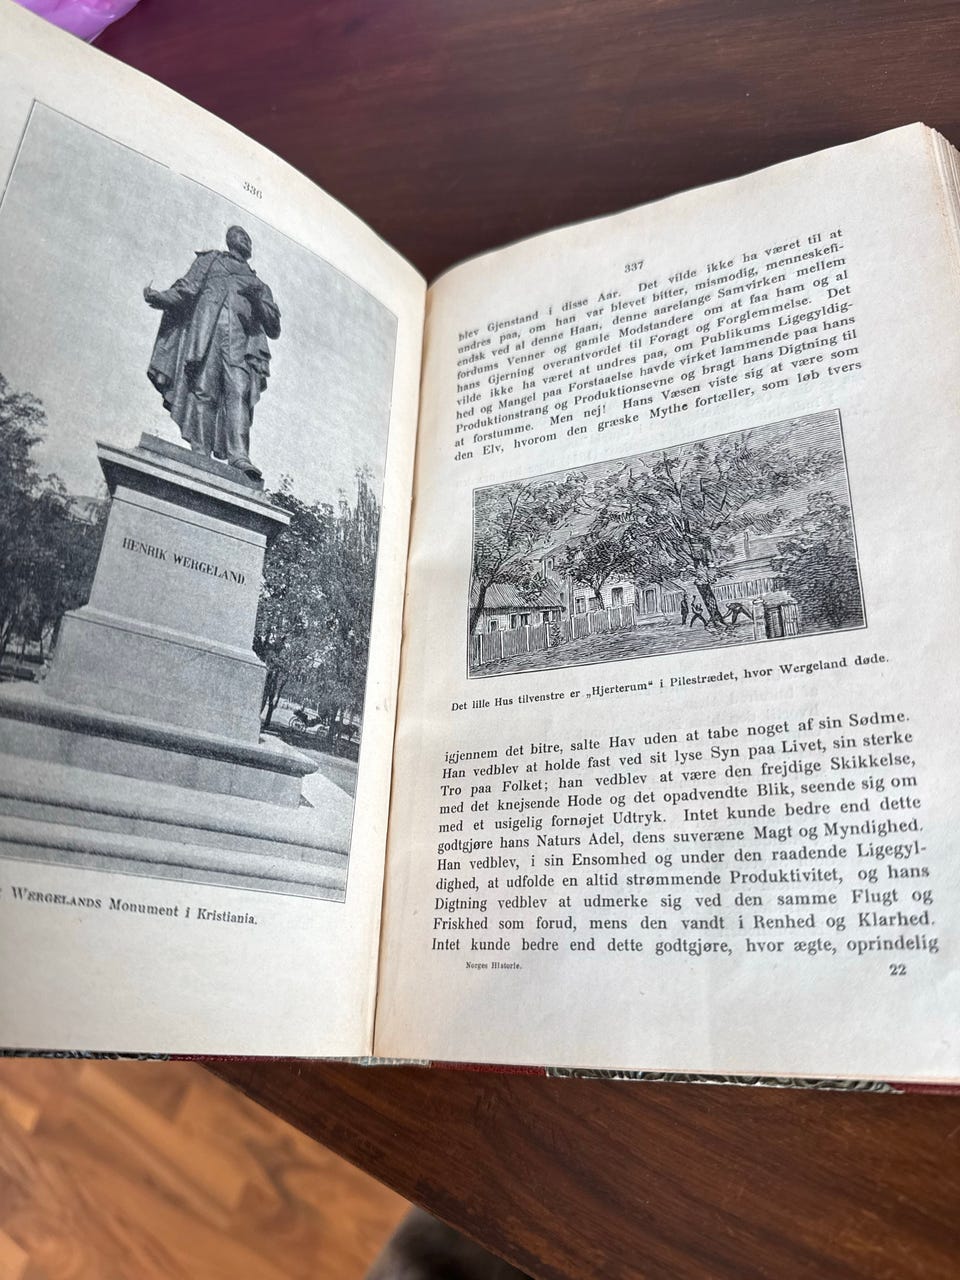 336
HENRIK WERGELAND
WERGELANDS Monument i Kristiania.
337
blev Gjenstand i disse Aar. Det vilde ikke ha været til at
undres paa, om han var blevet bitter, mismodig, menneskefi-
endsk ved al denne Haan, denne aarelange Samvirken mellem
fordums Venner og gamle Modstandere om at faa ham og al
hans Gjerning overantvordet til Foragt og Forglemmelse. Det
vilde ikke ha været at undres paa, om Publikums Ligegyldig-
hed og Mangel paa Forstaaelse havde virket lammende paa hans
Produktionstrang og Produktionsevne og bragt hans Digtning til
at forstumme. Men nej! Hans Væsen viste sig at være som
den Elv, hvorom den græske Mythe fortæller, som løb tvers
Det lille Hus tilvenstre er „Hjerterum“ i Pilestrædet, hvor Wergeland døde.
igjennem det bitre, salte Hav uden at tabe noget af sin Sødme.
Han vedblev at holde fast ved sit lyse Syn paa Livet, sin sterke
Tro paa Folket; han vedblev at være den frejdige Skikkelse,
med det knejsende Hode og det opadvendte Blik, seende sig om
med et usigelig fornøjet Udtryk. Intet kunde bedre end dette
godtgjøre hans Naturs Adel, dens suveræne Magt og Myndighed.
Han vedblev, i sin Ensomhed og under den raadende Ligegyl-
dighed, at udfolde en altid strømmende Produktivitet, og hans
Digtning vedblev at udmerke sig ved den samme Flugt og
Friskhed som forud, mens den vandt i Renhed og Klarhed.
Intet kunde bedre end dette godtgjøre, hvor ægte, oprindelig
Norges Historie.
22